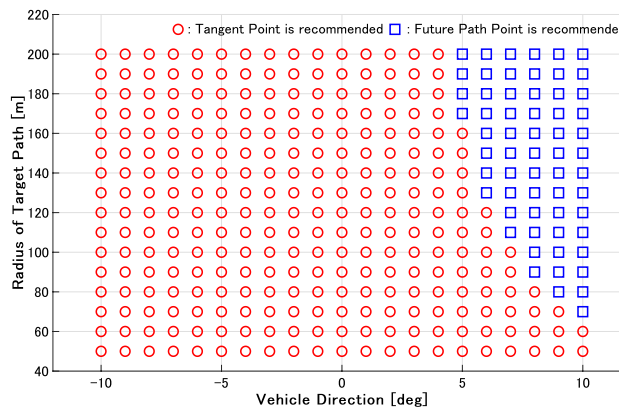 : Tangent Point is recommended : Future Path Point is recommende
220
200
180
160
140
120
100
80
60
40
Radius of Target Path [m]
-10 -5 0 5 10
Vehicle Direction [deg]